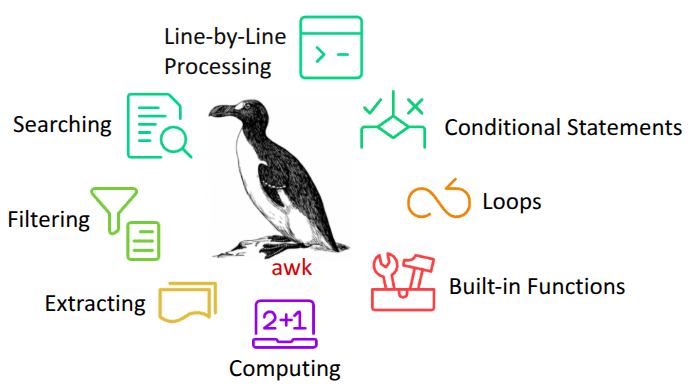 Line-by-Line
Processing
Searching
Conditional Statements
Filtering
Loops
awk
Extracting
Built-in Functions
2+1
Computing